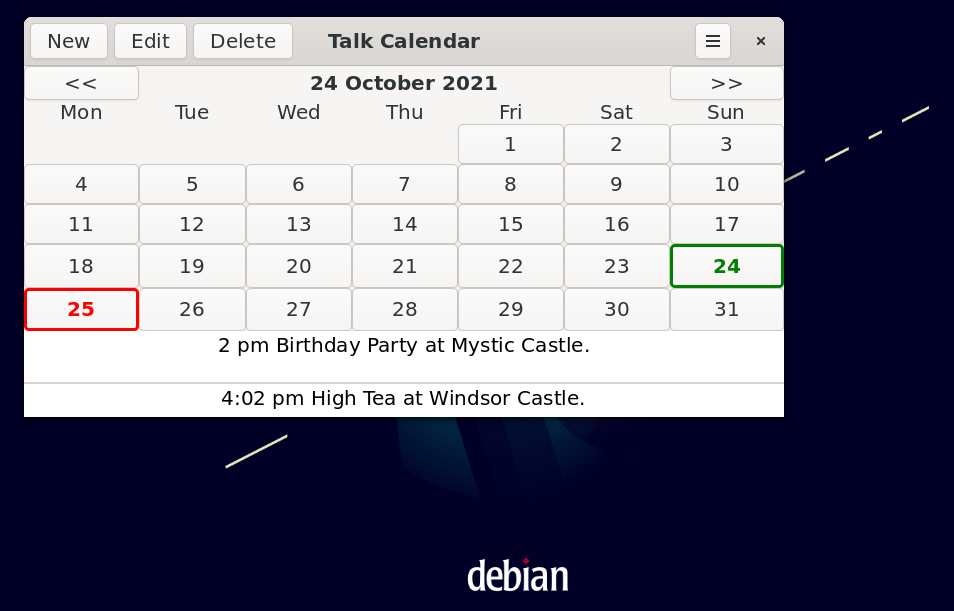 New Edit Delete Talk Calendar ☰ ×
<< 24 October 2021 >>
Mon Tue Wed Thu Fri Sat Sun
1 2 3
4 5 6 7 8 9 10
11 12 13 14 15 16 17
18 19 20 21 22 23 24
25 26 27 28 29 30 31
2 pm Birthday Party at Mystic Castle.
4:02 pm High Tea at Windsor Castle.
debian